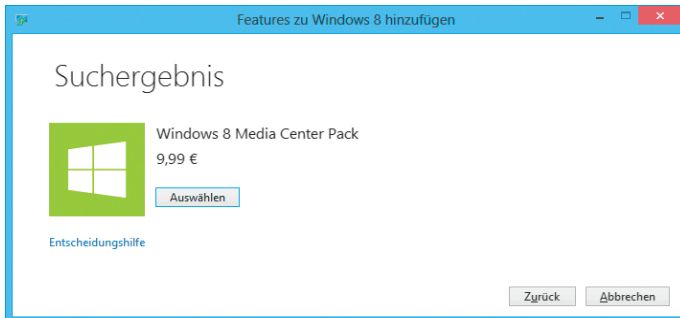 Features zu Windows 8 hinzufügen
Suchergebnis
Windows 8 Media Center Pack
9,99 €
Auswählen
Entscheidungshilfe
Zurück Abbrechen